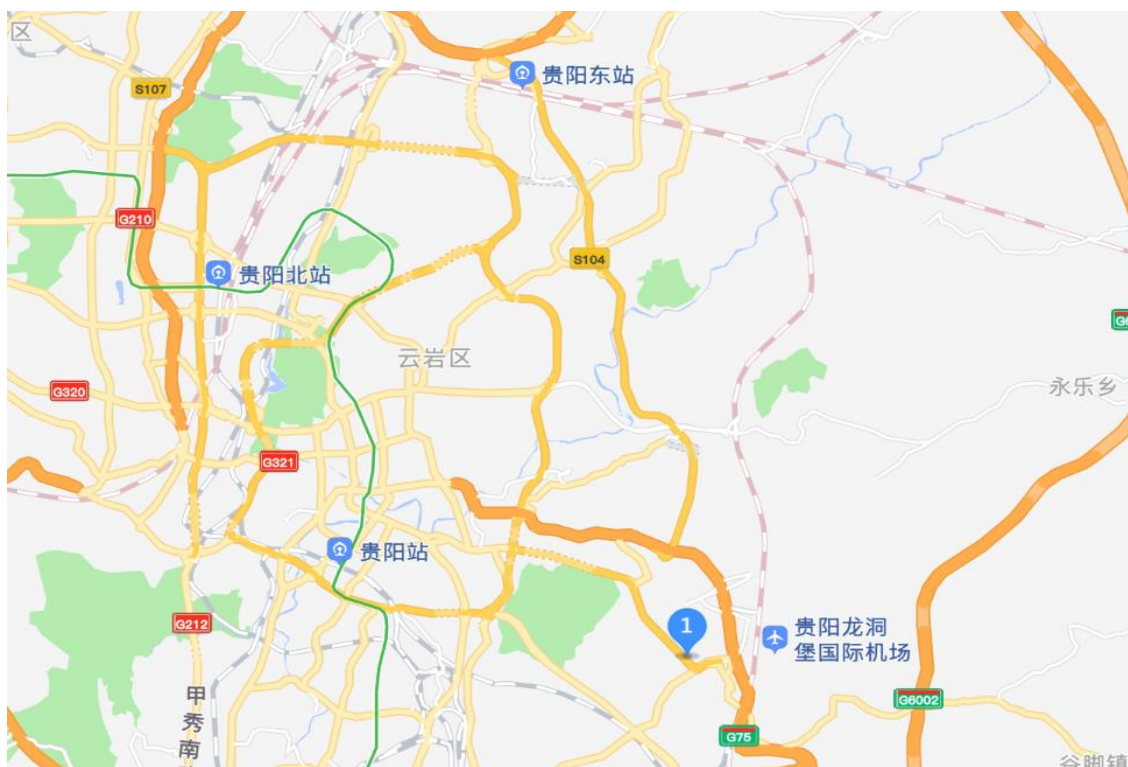 区
贵阳东站
S107
G210
S104
贵阳北站
云岩区
G320
永乐乡
G321
贵阳站
1
贵阳龙洞
堡国际机场
G212
甲
秀
南
G6002
G75
谷脚镇